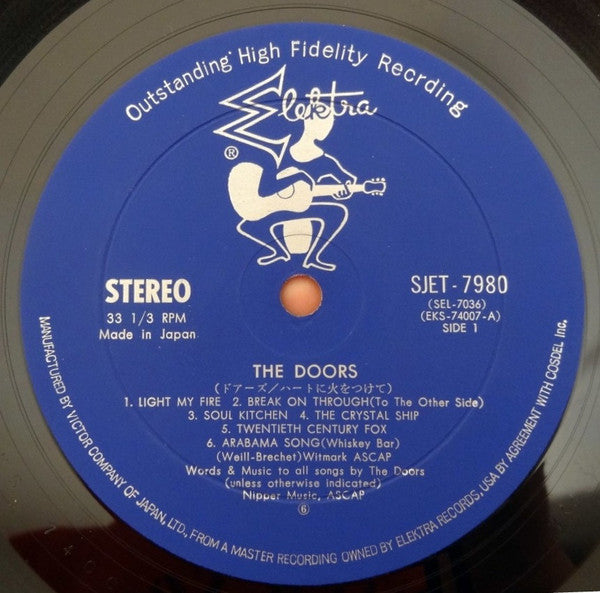 Outstanding High Fidelity Recrding
Elektra
®
STEREO
33 1/3 RPM
Made in Japan
SJET-7980
(SEL-7036)
(EKS-74007-A)
SIDE 1
THE DOORS
(ドアーズ/ハートに火をつけて)
1. LIGHT MY FIRE 2. BREAK ON THROUGH(To The Other Side)
3. SOUL KITCHEN 4. THE CRYSTAL SHIP
5. TWENTIETH CENTURY FOX
6. ARABAMA SONG(Whiskey Bar)
(Weill-Brechet)Witmark ASCAP
Words & Music to all songs by The Doors
(unless otherwise indicated)
Nipper Music, ASCAP
⑥
MANUFACTURED BY VICTOR COMPANY OF JAPAN, LTD, FROM A MASTER RECORDING OWNED BY ELEKTRA RECORDS, USA BY AGREEMENT WITH COSDEL Inc.